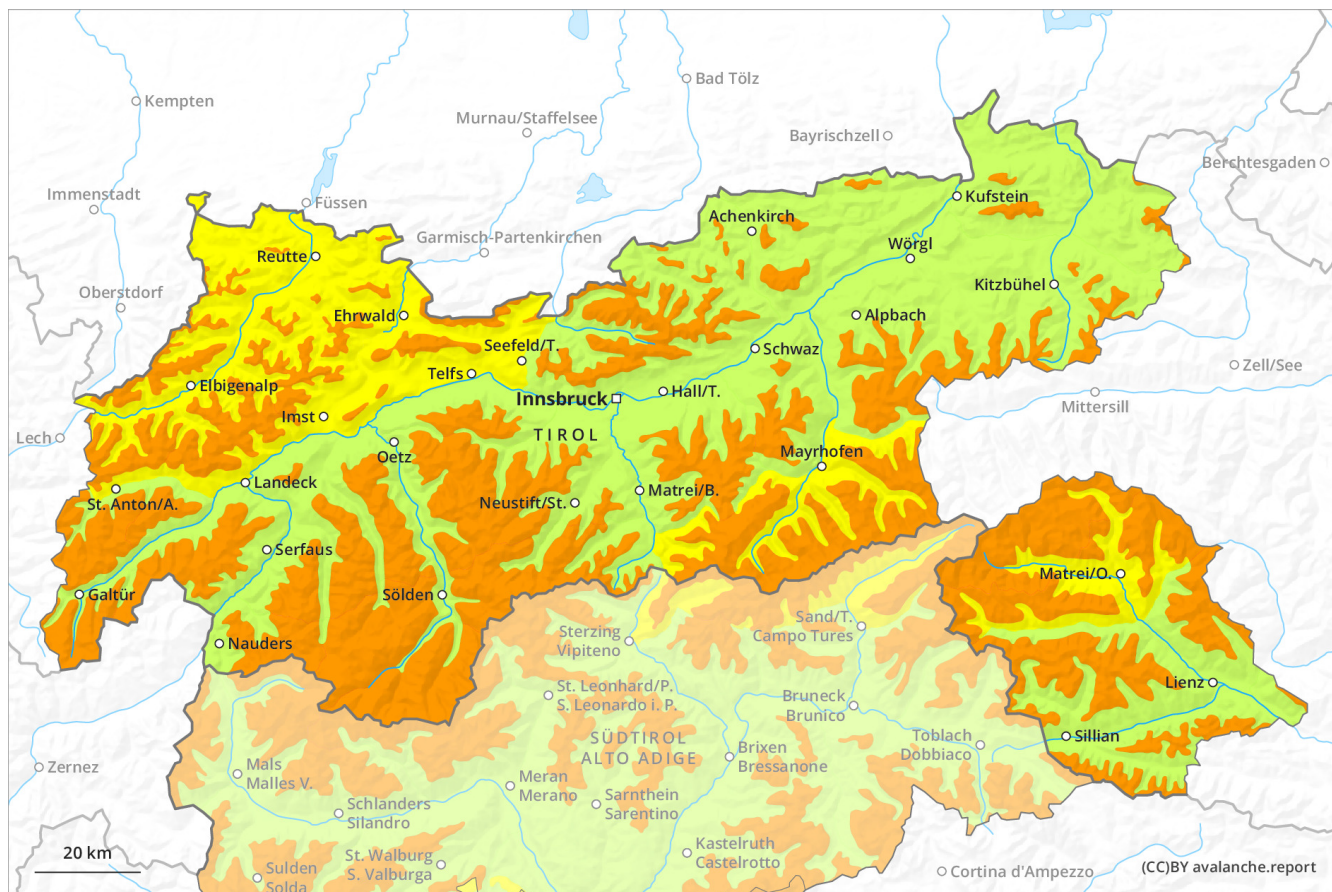 Bad Tölz
Kempten
Murnau/Staffelsee
Bayrischzell
Berchtesgaden
Immenstadt
Füssen
Kufstein
Achenkirch
Garmisch-Partenkirchen
Wörgl
Reutte
Kitzbühel
Oberstdorf
Ehrwald
Alpbach
Seefeld/T.
Schwaz
Zell/See
Telfs
Elbigenalp
Hall/T.
Innsbruck
Mittersill
Imst
Lech
TIROL
Oetz
Mayrhofen
Landeck
St. Anton/A.
Matrei/B.
Neustift/St.
Serfaus
Matrei/O.
Galtür
Sölden
Sand/T.
Campo Tures
Sterzing
Vipiteno
Nauders
Lienz
St. Leonhard/P.
S. Leonardo i. P.
Bruneck
Brunico
SÜDTIROL
ALTO ADIGE
Toblach
Dobbiaco
Sillian
Brixen
Bressanone
Zernez
Mals
Malles V.
Meran
Merano
Sarnthein
Sarentino
Schlanders
Silandro
20 km
St. Walburg
S. Valburga
Kastelruth
Castelrotto
Sulden
Solda
Cortina d'Ampezzo
(CC)BY avalanche.report